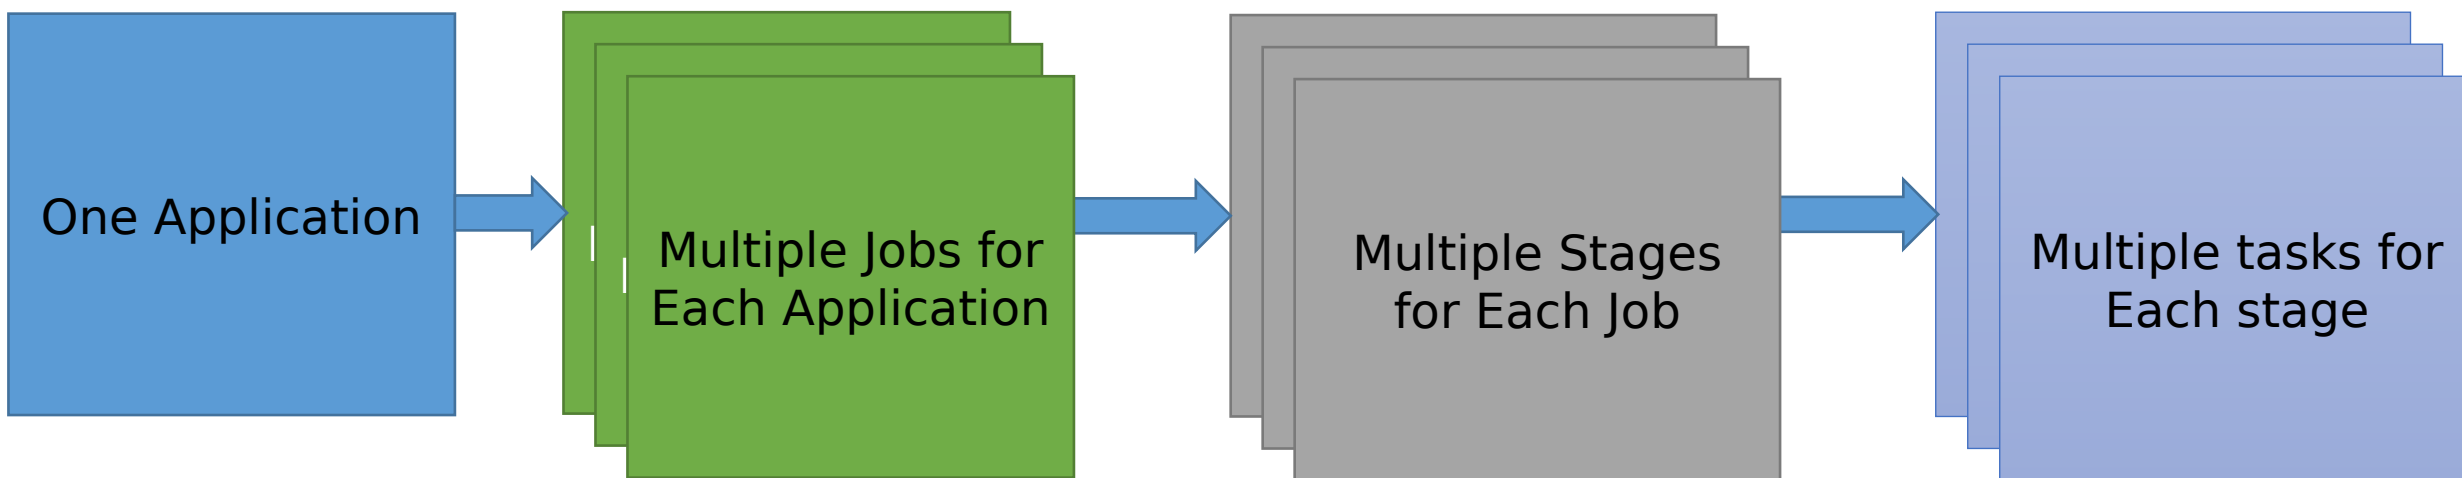 One Application
Multiple Jobs for
Each Application
Multiple Stages
for Each Job
Multiple tasks for
Each stage